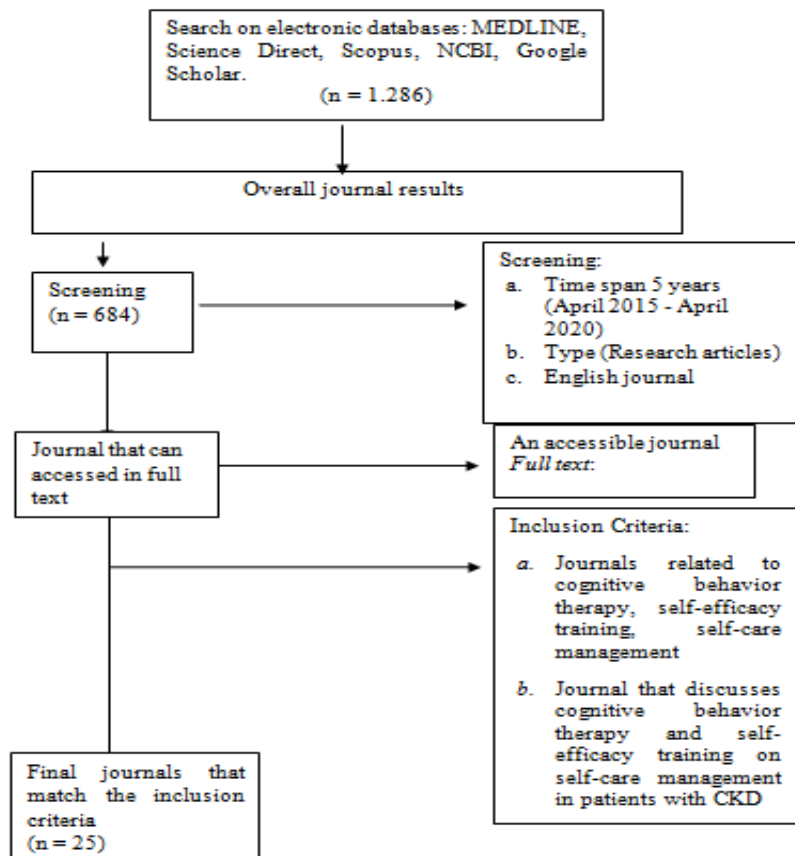 Search on electronic databases: MEDLINE,
Science Direct, Scopus, NCBI, Google
Scholar.
(n = 1.286)
Overall journal results
Screening
(n = 684)
Screening:
a. Time span 5 years
(April 2015 - April
2020)
b. Type (Research articles)
c. English journal
Journal that can
accessed in full
text
An accessible journal
Full text:
Inclusion Criteria:
a. Journals related to
cognitive behavior
therapy, self-efficacy
training, self-care
management
b. Journal that discusses
cognitive behavior
therapy and self-
efficacy training on
self-care management
in patients with CKD
Final journals that
match the inclusion
criteria
(n = 25)